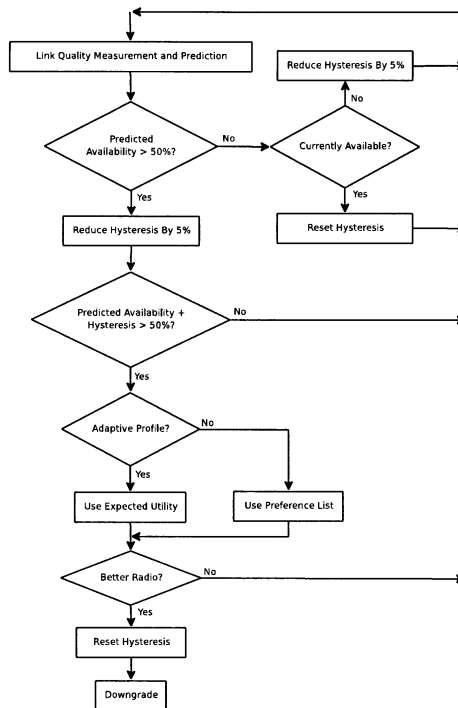 Link Quality Measurement and Prediction
Reduce Hysteresis By 5%
No
Predicted
Availability > 50%?
No
Currently Available?
Yes
Yes
Reduce Hysteresis By 5%
Reset Hysteresis
Predicted Availability +
Hysteresis > 50%?
No
Yes
Adaptive Profile?
No
Yes
Use Expected Utility
Use Preference List
Better Radio?
No
Yes
Reset Hysteresis
Downgrade